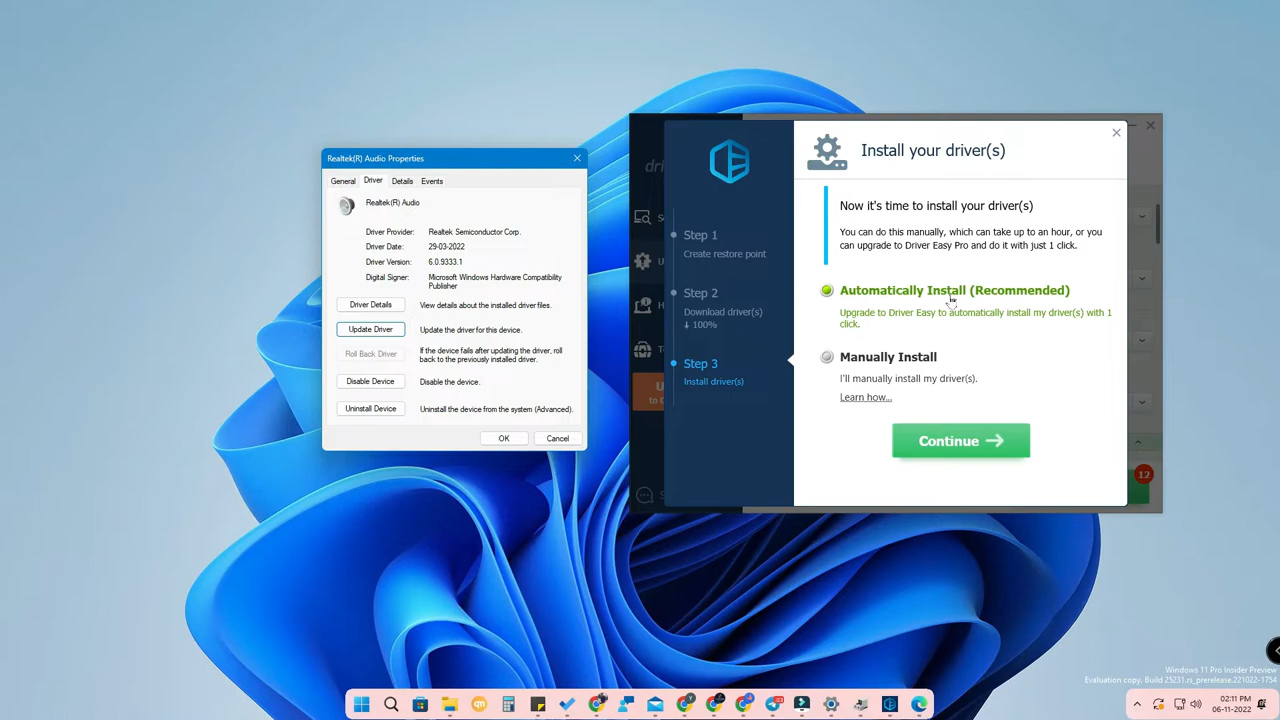 Realtek(R) Audio Properties
General
Driver
Details
Events
Realtek(R) Audio
Driver Provider:
Realtek Semiconductor Corp.
Driver Date:
29-03-2022
Driver Version:
6.0.9333.1
Digital Signer:
Microsoft Windows Hardware Compatibility
Publisher
Driver Details
View details about the installed driver files.
Update Driver
Update the driver for this device.
Roll Back Driver
If the device fails after updating the driver, roll
back to the previously installed driver.
Disable Device
Disable the device.
Uninstall Device
Uninstall the device from the system (Advanced).
OK
Cancel
Step 1
Create restore point
Step 2
Download driver(s)
↓ 100%
Step 3
Install driver(s)
Install your driver(s)
Now it's time to install your driver(s)
You can do this manually, which can take up to an hour, or you
can upgrade to Driver Easy Pro and do it with just 1 click.
Automatically Install (Recommended)
Upgrade to Driver Easy to automatically install my driver(s) with 1
click.
Manually Install
I'll manually install my driver(s).
Learn how...
Continue
12
Windows 11 Pro Insider Preview
Evaluation copy. Build 25231.rs_prerelease.221022-1754
02:11 PM
06-11-2022